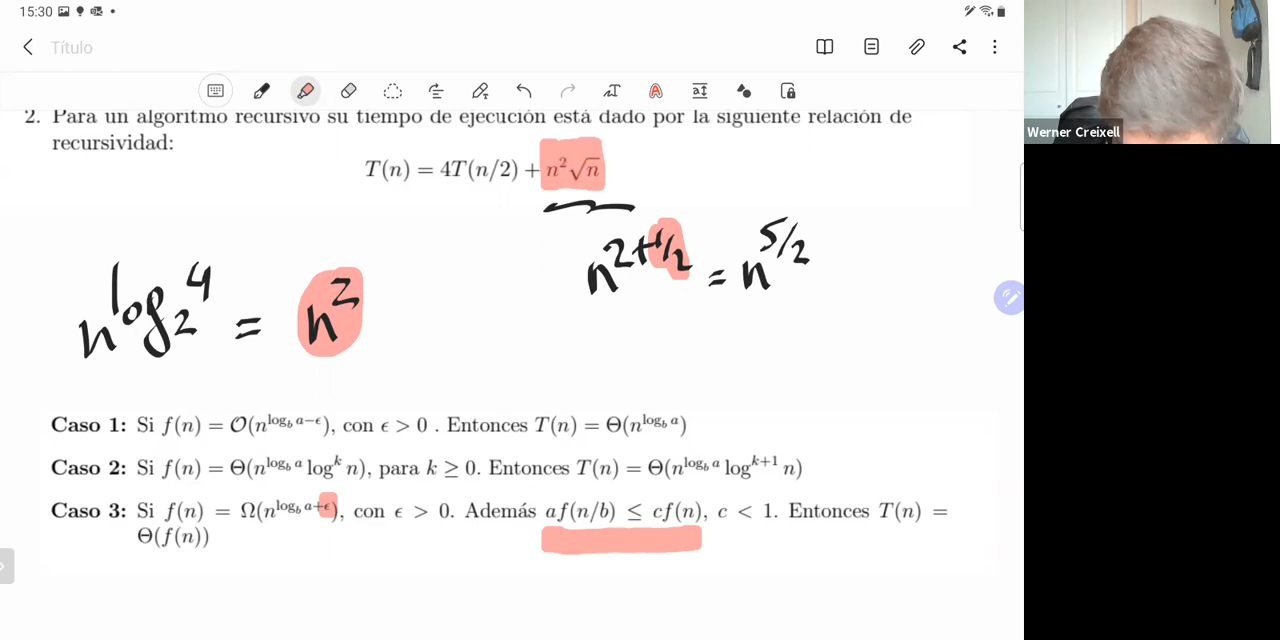 15:30
Título
Werner Creixell
2. Para un algoritmo recursivo su tiempo de ejecución está dado por la siguiente relación de
recursividad:
T(n) = 4T(n/2) + n²√n
n^{2+1/2} = n^{5/2}
n^{log₂4} = n²
Caso 1: Si f(n) = O(n^{log_b a−ϵ}), con ϵ > 0 . Entonces T(n) = Θ(n^{log_b a})
Caso 2: Si f(n) = Θ(n^{log_b a} log^k n), para k ≥ 0. Entonces T(n) = Θ(n^{log_b a} log^{k+1} n)
Caso 3: Si f(n) = Ω(n^{log_b a+ϵ}), con ϵ > 0. Además af(n/b) ≤ cf(n), c < 1. Entonces T(n) =
Θ(f(n))